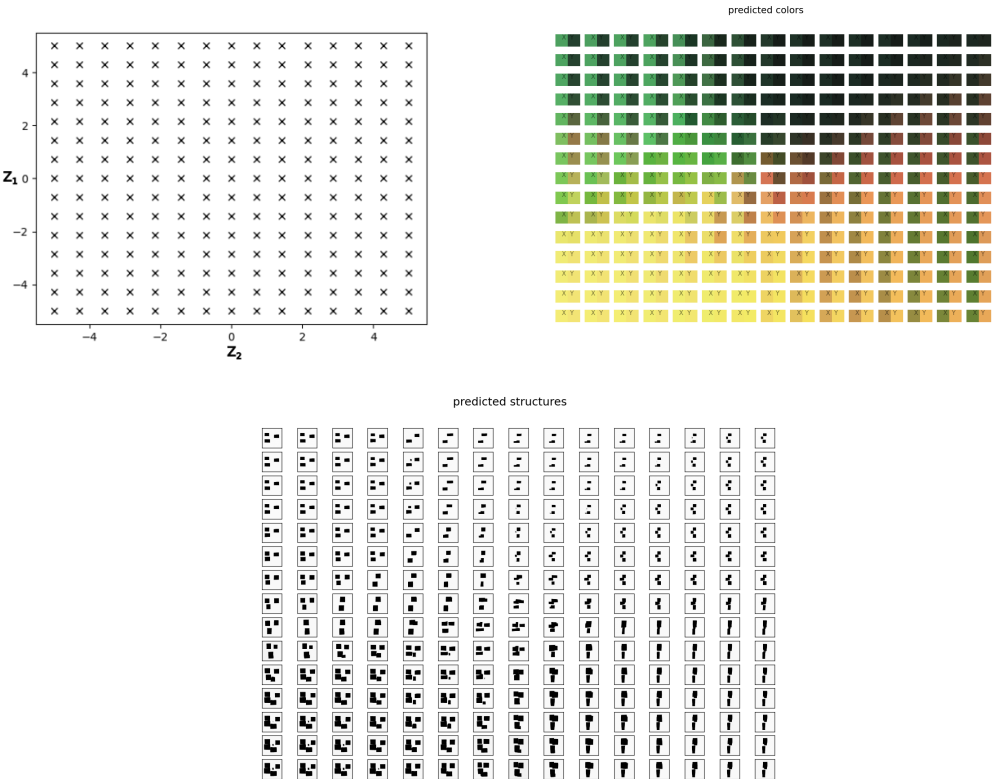 predicted colors
4
2
Z₁ 0
−2
−4
−4 −2 0 2 4
Z₂
X Y
predicted structures